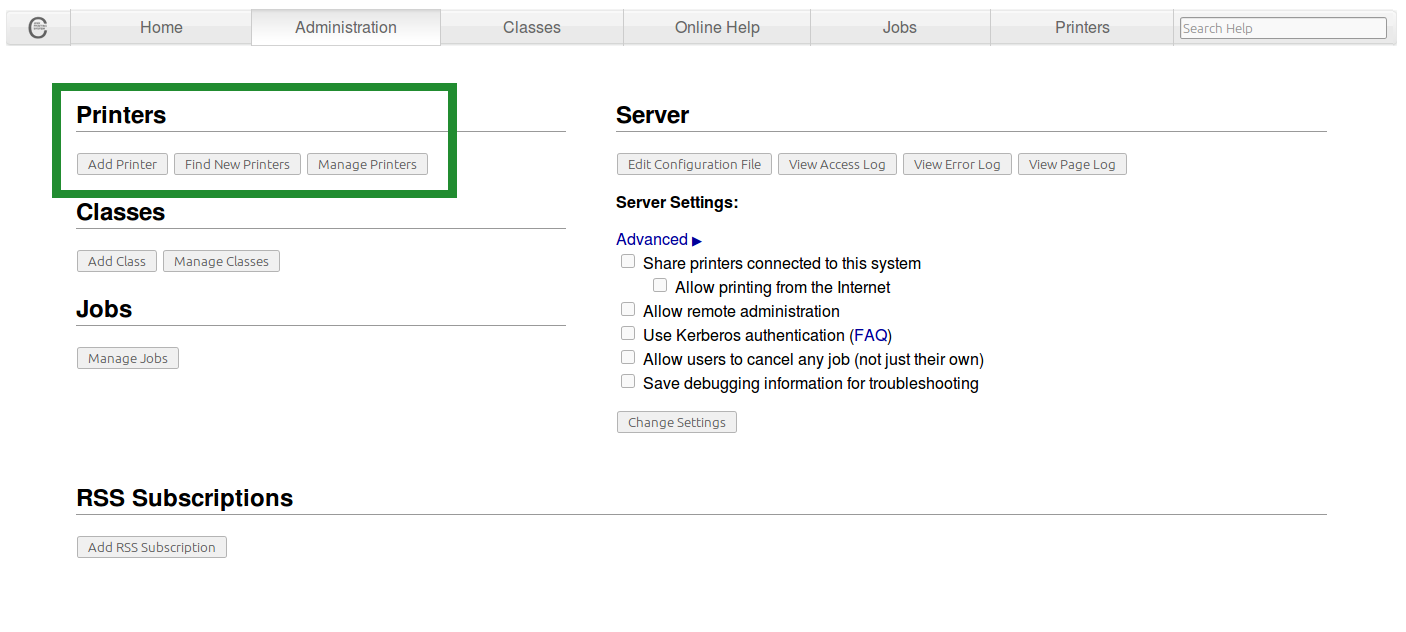 Home Administration Classes Online Help Jobs Printers Search Help
Printers
Add Printer Find New Printers Manage Printers
Classes
Add Class Manage Classes
Jobs
Manage Jobs
Server
Edit Configuration File View Access Log View Error Log View Page Log
Server Settings:
Advanced ▶
Share printers connected to this system
Allow printing from the Internet
Allow remote administration
Use Kerberos authentication (FAQ)
Allow users to cancel any job (not just their own)
Save debugging information for troubleshooting
Change Settings
RSS Subscriptions
Add RSS Subscription